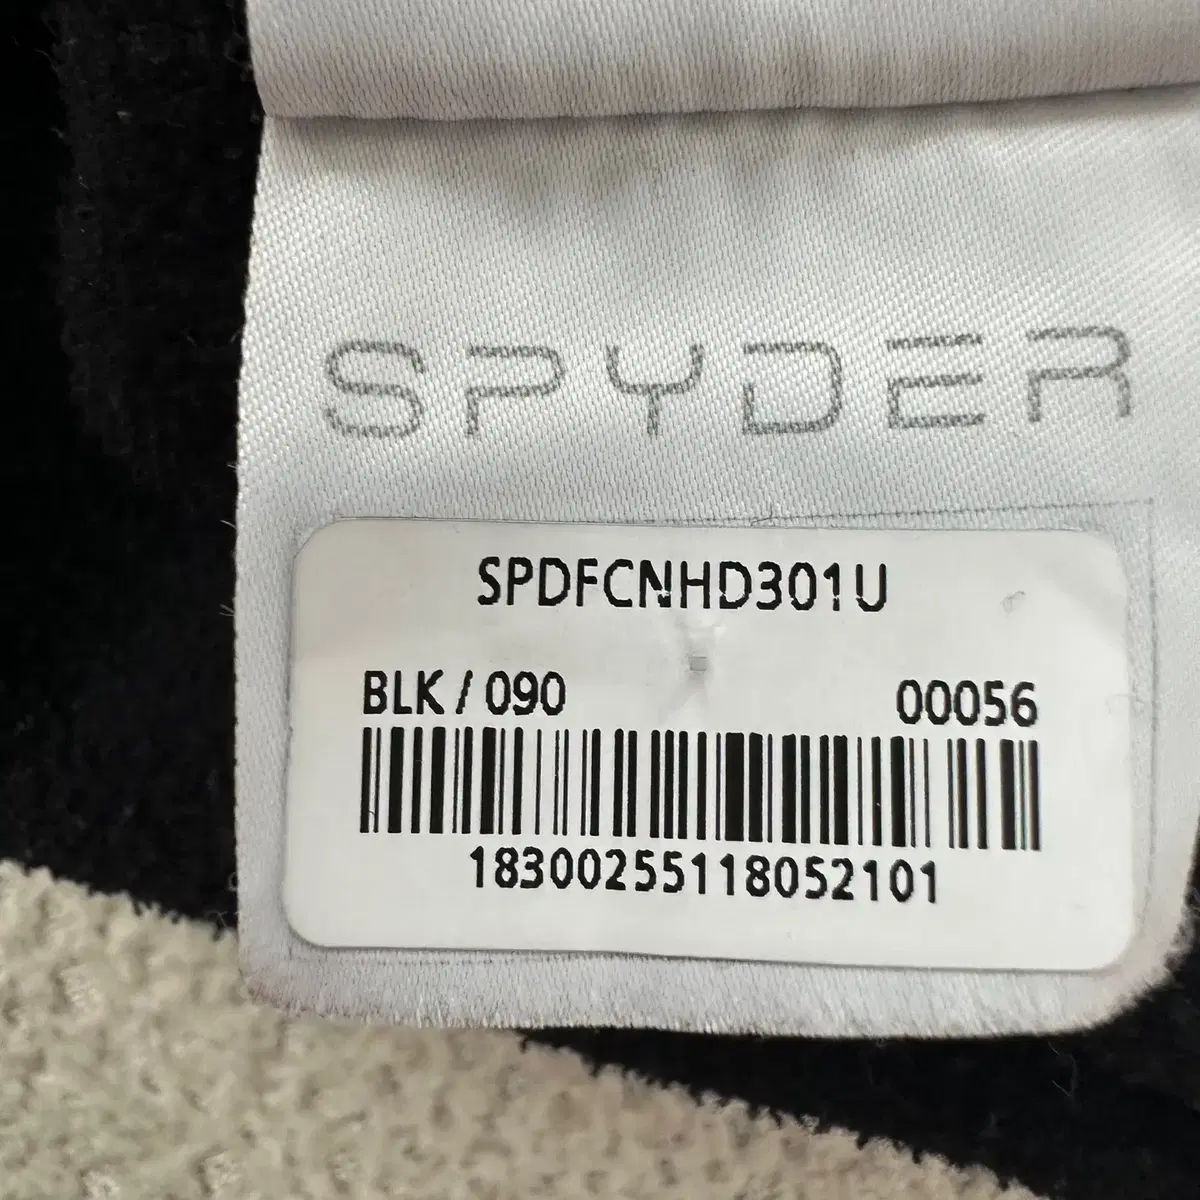 SPYDER
SPDFCNHD301U
BLK / 090
00056
18300255118052101